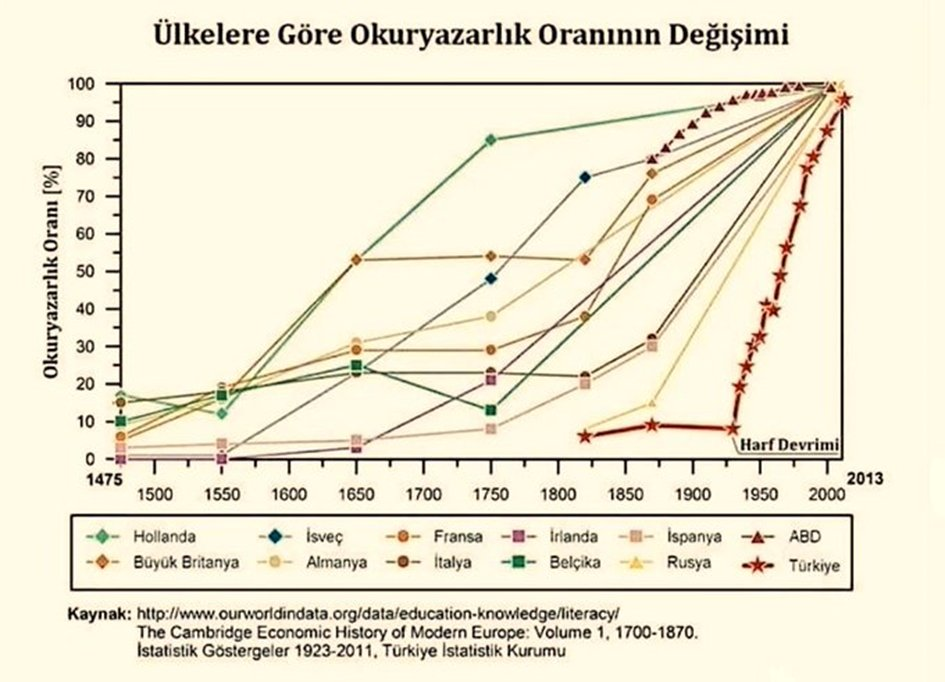 Ülkelere Göre Okuryazarlık Oranının Değişimi
Okuryazarlık Oranı [%]
100
90
80
70
60
50
40
30
20
10
0
Harf Devrimi
1475
1500
1550
1600
1650
1700
1750
1800
1850
1900
1950
2000
2013
Hollanda
İsveç
Fransa
İrlanda
İspanya
ABD
Büyük Britanya
Almanya
İtalya
Belçika
Rusya
Türkiye
Kaynak: http://www.ourworldindata.org/data/education-knowledge/literacy/
The Cambridge Economic History of Modern Europe: Volume 1, 1700-1870.
İstatistik Göstergeler 1923-2011, Türkiye İstatistik Kurumu